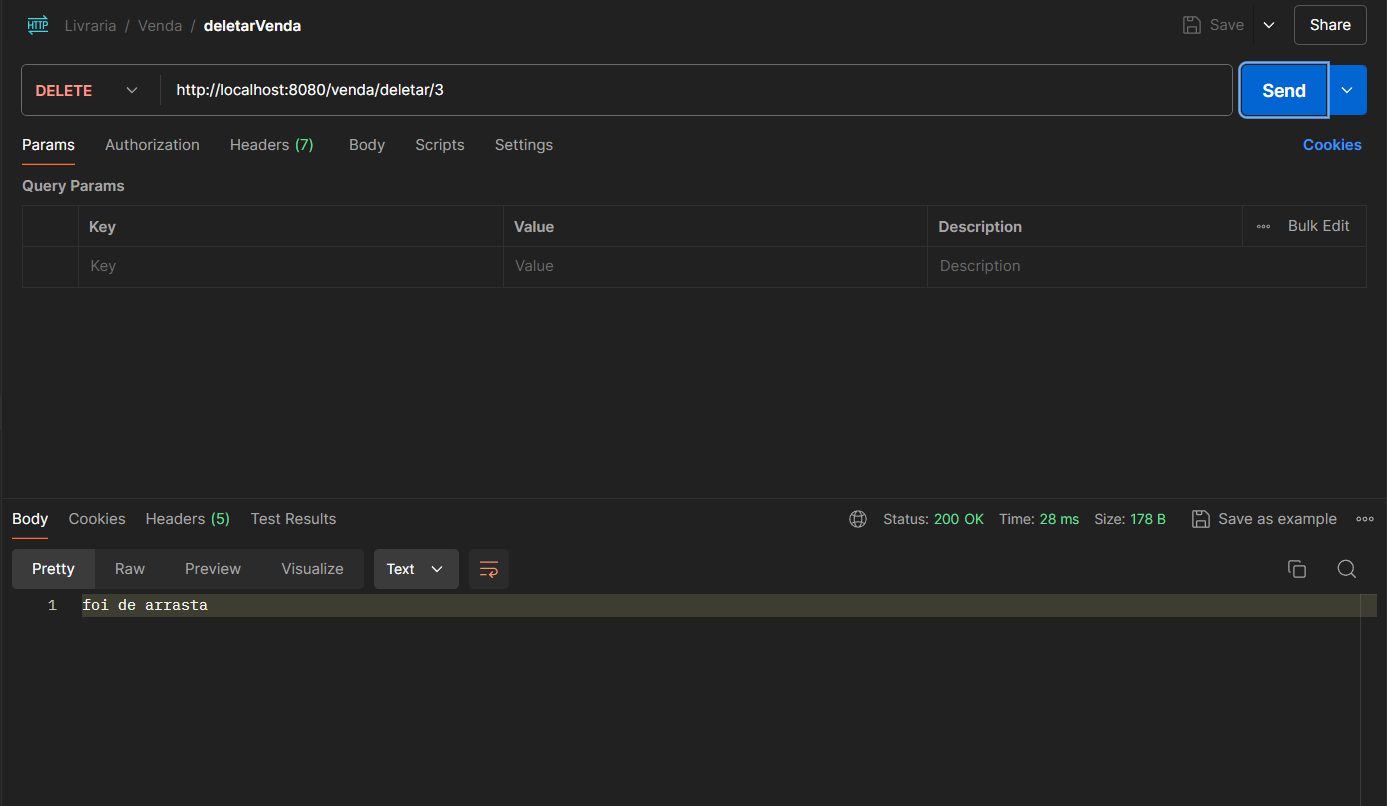 HTTP Livraria / Venda / deletarVenda Save Share
DELETE http://localhost:8080/venda/deletar/3 Send
Params Authorization Headers (7) Body Scripts Settings Cookies
Query Params
Key Value Description Bulk Edit
Key Value Description
Body Cookies Headers (5) Test Results Status: 200 OK Time: 28 ms Size: 178 B Save as example
Pretty Raw Preview Visualize Text
1 foi de arrasta